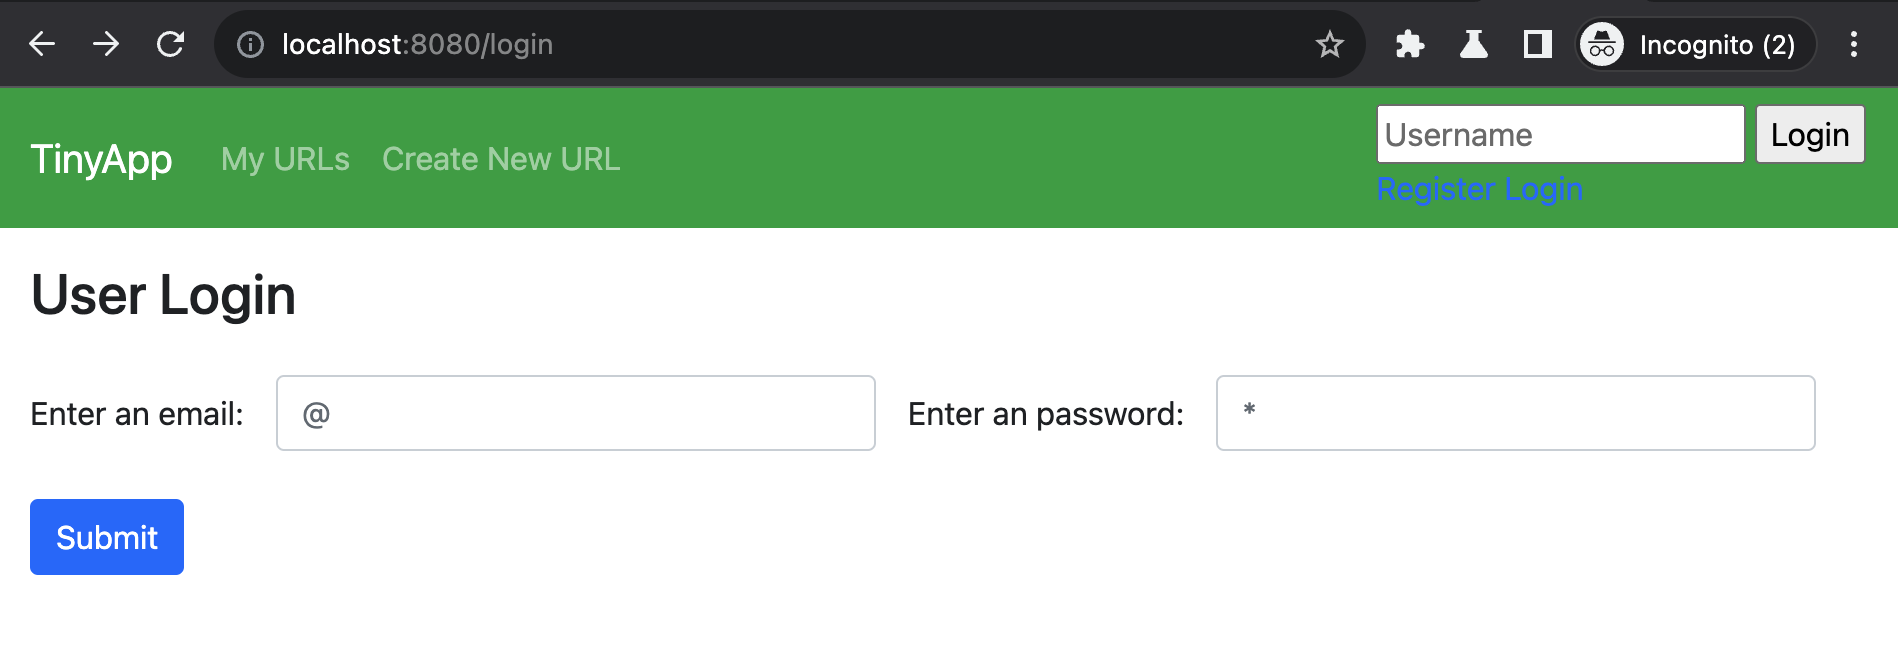 localhost:8080/login
Incognito (2)
TinyApp My URLs Create New URL
Username Login
Register Login
User Login
Enter an email: @ Enter an password: *
Submit